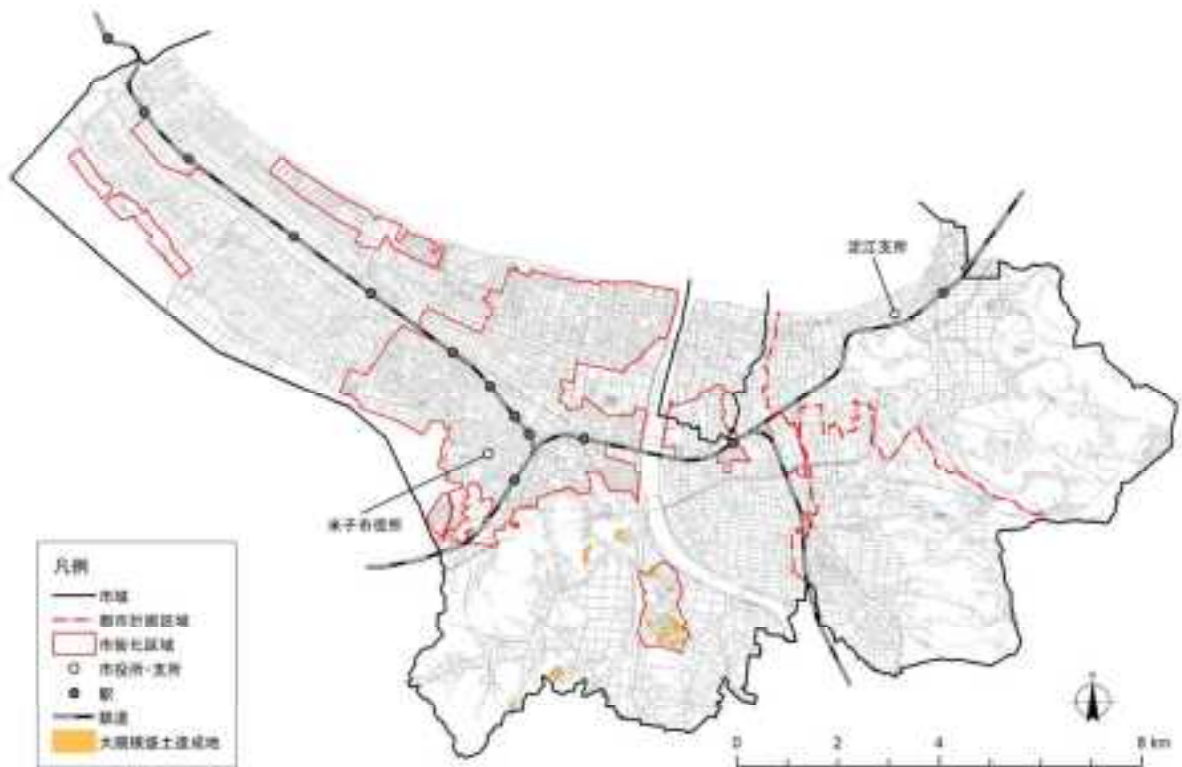 淀江支所
米子市役所
凡例
市域
都市計画区域
市街化区域
市役所・支所
駅
鉄道
大規模盛土造成地
0 2 4 8 km